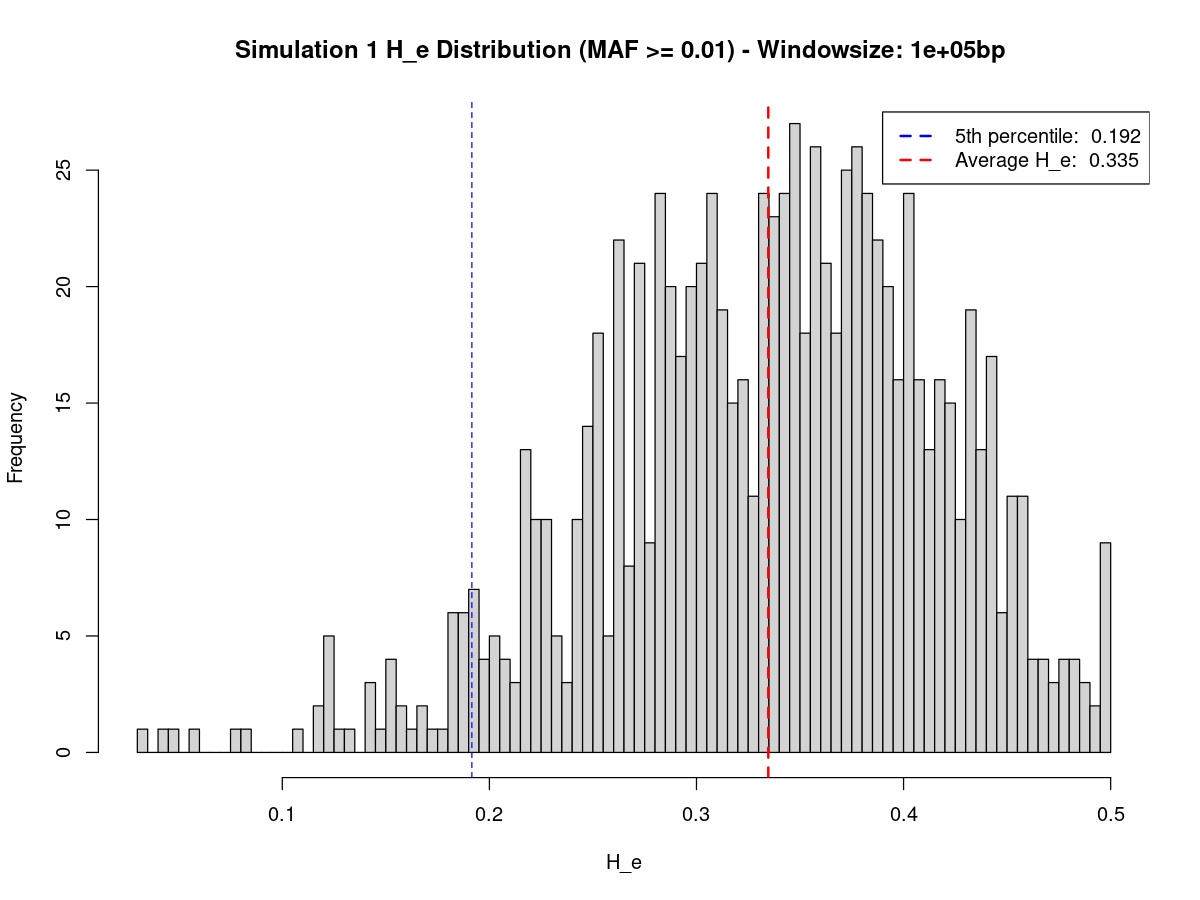 Simulation 1 H_e Distribution (MAF >= 0.01) - Windowsize: 1e+05bp
5th percentile:  0.192
Average H_e:  0.335
Frequency
25
20
15
10
5
0
0.1 0.2 0.3 0.4 0.5
H_e